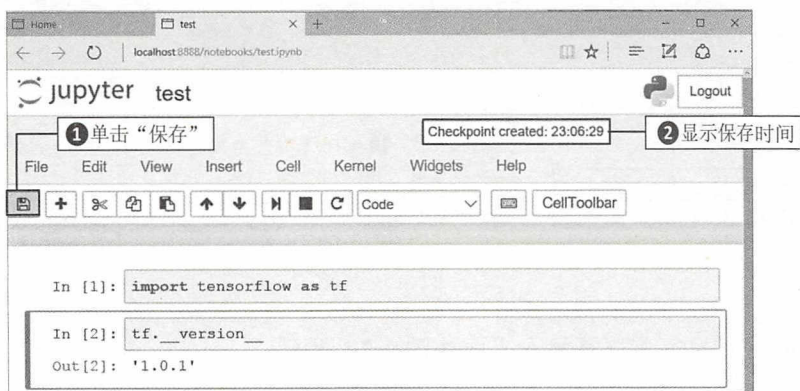 Home
test
localhost:8888/notebooks/test.ipynb
jupyter test
Logout
❶单击“保存”
Checkpoint created: 23:06:29
❷显示保存时间
File Edit View Insert Cell Kernel Widgets Help
Code
CellToolbar
In [1]: import tensorflow as tf
In [2]: tf.__version__
Out[2]: '1.0.1'